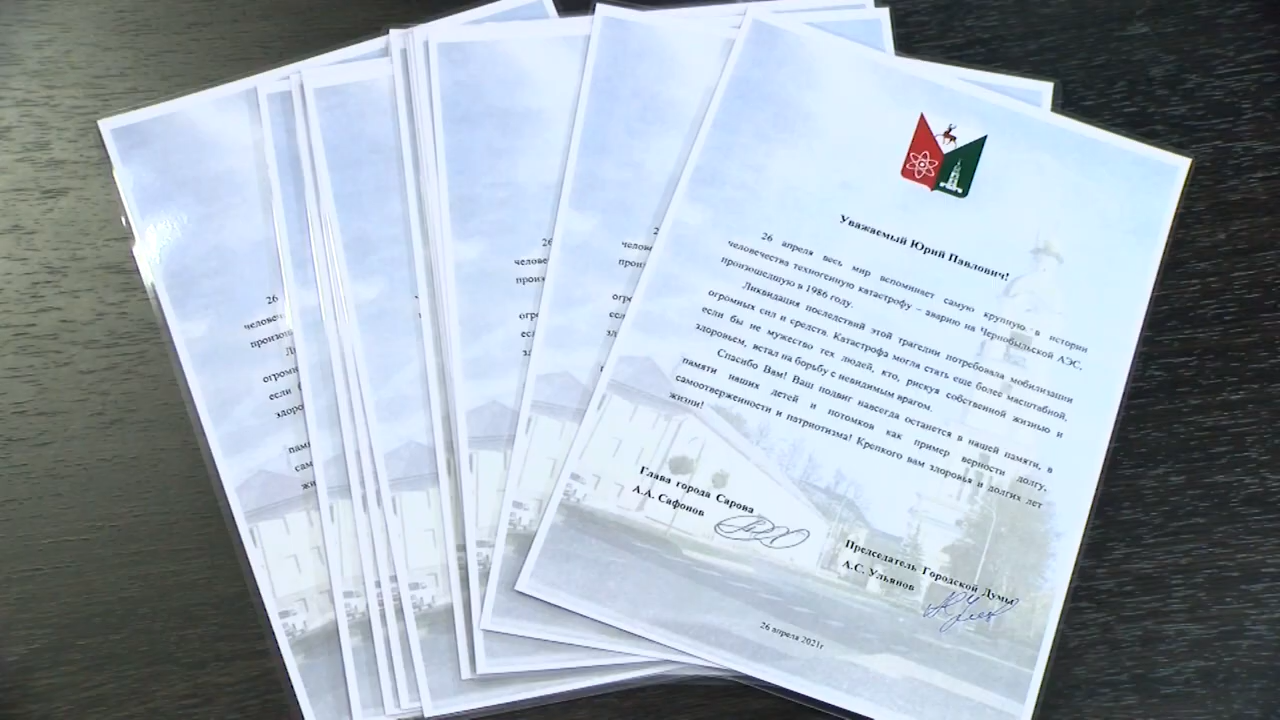 Уважаемый Юрий Павлович!
26 апреля весь мир вспоминает самую крупную в истории
человечества техногенную катастрофу – аварию на Чернобыльской АЭС,
произошедшую в 1986 году.
Ликвидация последствий этой трагедии потребовала мобилизации
огромных сил и средств. Катастрофа могла стать еще более масштабной,
если бы не мужество тех людей, кто, рискуя собственной жизнью и
здоровьем, встал на борьбу с невидимым врагом.
Спасибо Вам! Ваш подвиг навсегда останется в нашей памяти, в
памяти наших детей и потомков как пример верности долгу,
самоотверженности и патриотизма! Крепкого вам здоровья и долгих лет
жизни!
Глава города Сарова
А.А. Сафонов
Председатель Городской Думы
А.С. Ульянов
26 апреля 2021г